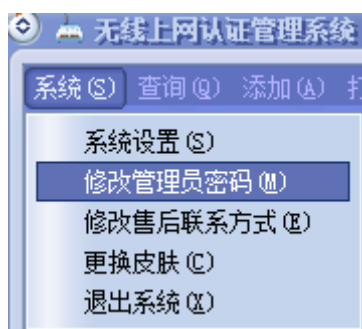 无线上网认证管理系统
系统(S) 查询(Q) 添加(A)
系统设置(S)
修改管理员密码(M)
修改售后联系方式(E)
更换皮肤(C)
退出系统(X)